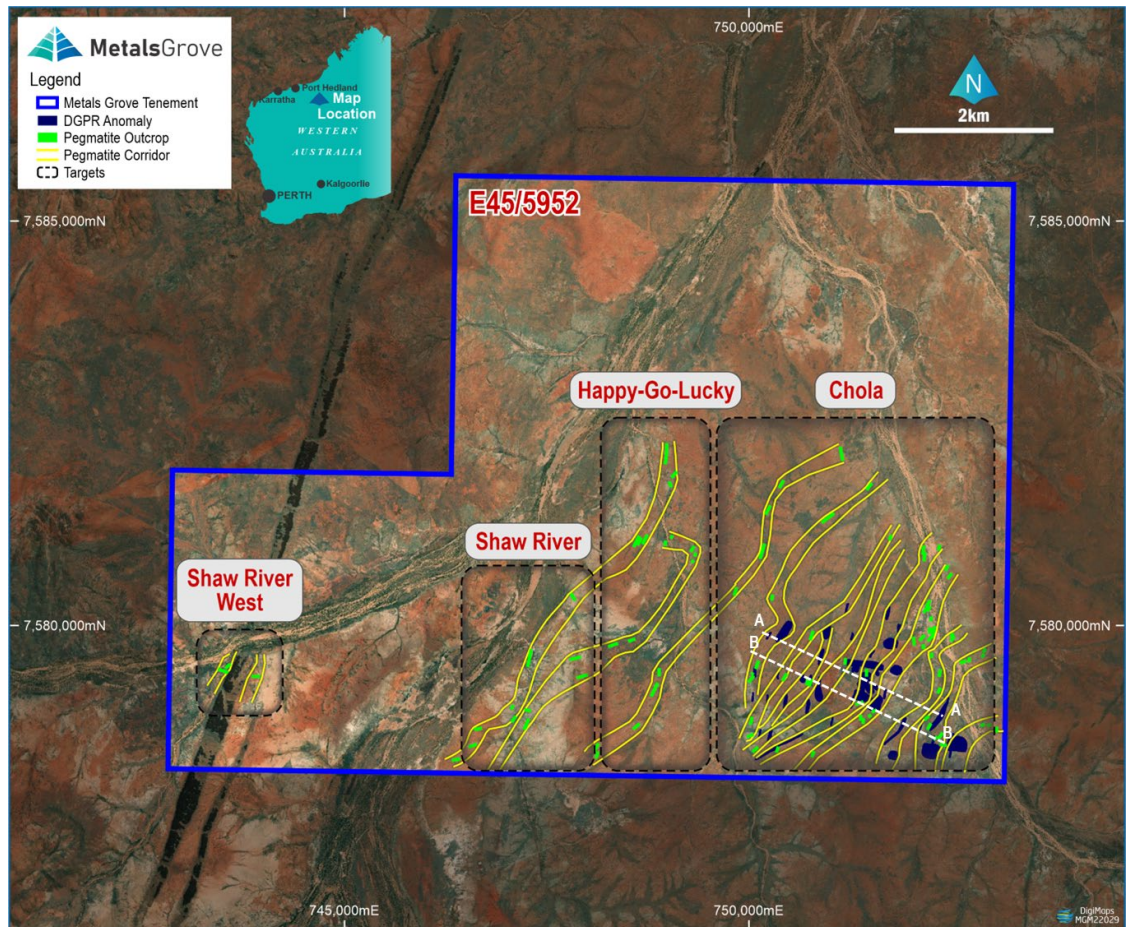 MetalsGrove
Legend
Metals Grove Tenement
DGPR Anomaly
Pegmatite Outcrop
Pegmatite Corridor
Targets
Port Hedland
Karratha
Map
Location
WESTERN
AUSTRALIA
Kalgoorlie
PERTH
750,000mE
N
2km
7,585,000mN
E45/5952
7,585,000mN
Happy-Go-Lucky
Chola
Shaw River
Shaw River
West
7,580,000mN
7,580,000mN
A
B
A
B
745,000mE
750,000mE
DigiMaps
MGM22029